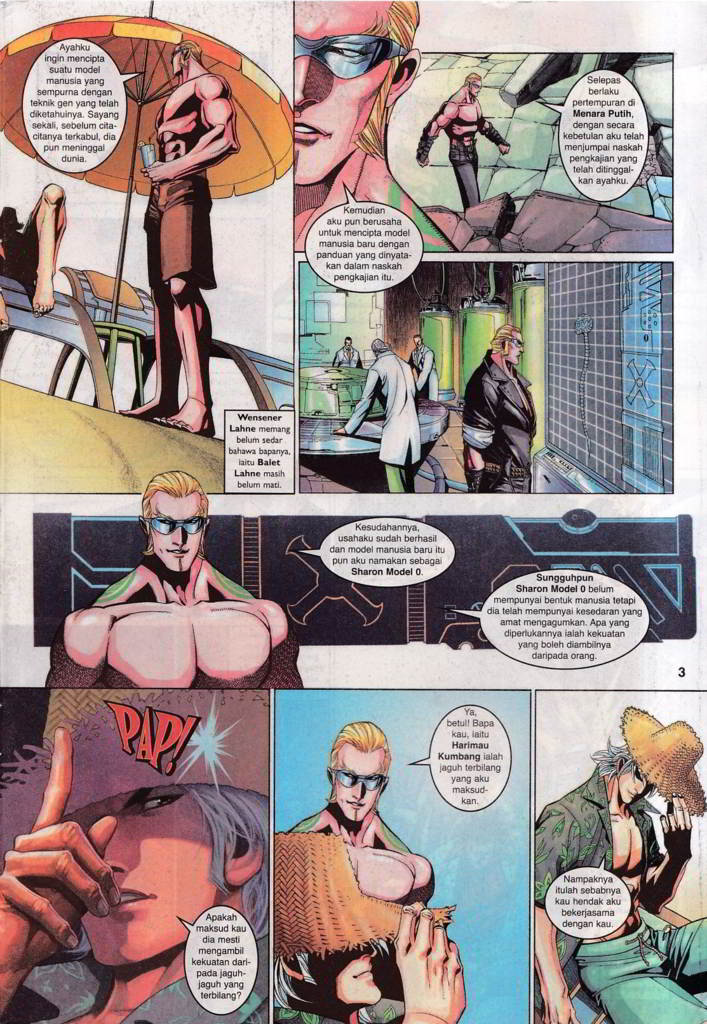 Ayahku
ingin mencipta
suatu model
manusia yang
sempurna dengan
teknik gen yang telah
diketahuinya. Sayang
sekali, sebelum cita-
citanya terkabul, dia
pun meninggal
dunia.
Kemudian
aku pun berusaha
untuk mencipta model
manusia baru dengan
panduan yang dinyata-
kan dalam naskah
pengkajian itu.
Selepas
berlaku
pertempuran di
Menara Putih,
dengan secara
kebetulan aku telah
menjumpai naskah
pengkajian yang
telah ditinggal-
kan ayahku.
Wensener
Lahne memang
belum sedar
bahawa bapanya,
iaitu Balet
Lahne masih
belum mati.
Kesudahannya,
usahaku sudah berhasil
dan model manusia baru itu
pun aku namakan sebagai
Sharon Model 0.
Sungguhpun
Sharon Model 0 belum
mempunyai bentuk manusia tetapi
dia telah mempunyai kesedaran yang
amat mengagumkan. Apa yang
diperlukannya ialah kekuatan
yang boleh diambilnya
daripada orang.
3
PAP!
Apakah
maksud kau
dia mesti
mengambil
kekuatan dari-
pada jaguh-
jaguh yang
terbilang?
Ya,
betul! Bapa
kau, iaitu
Harimau
Kumbang ialah
jaguh terbilang
yang aku
maksud-
kan.
Nampaknya
itulah sebabnya
kau hendak aku
bekerjasama
dengan kau.